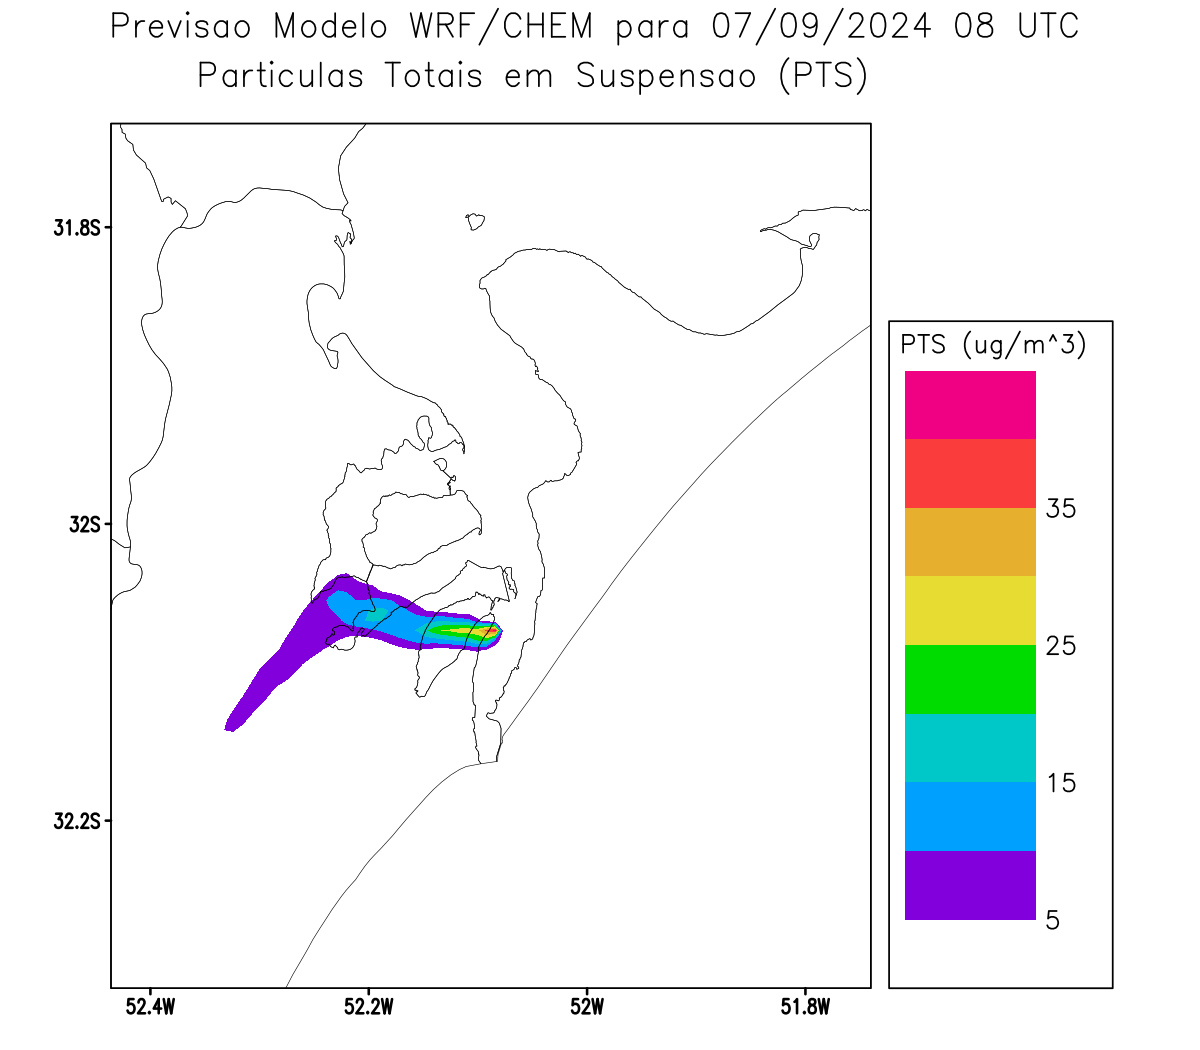 Previsao Modelo WRF/CHEM para 07/09/2024 08 UTC
Particulas Totais em Suspensao (PTS)
31.8S
32S
32.2S
52.4W
52.2W
52W
51.8W
PTS (ug/m^3)
35
25
15
5